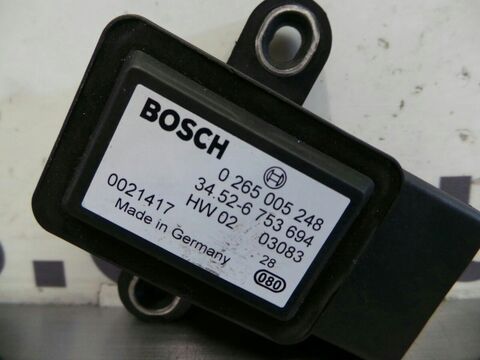 BOSCH
0 265 005 248
34.52-6 753 694
0021417 HW 02 03083
Made in Germany 28
080